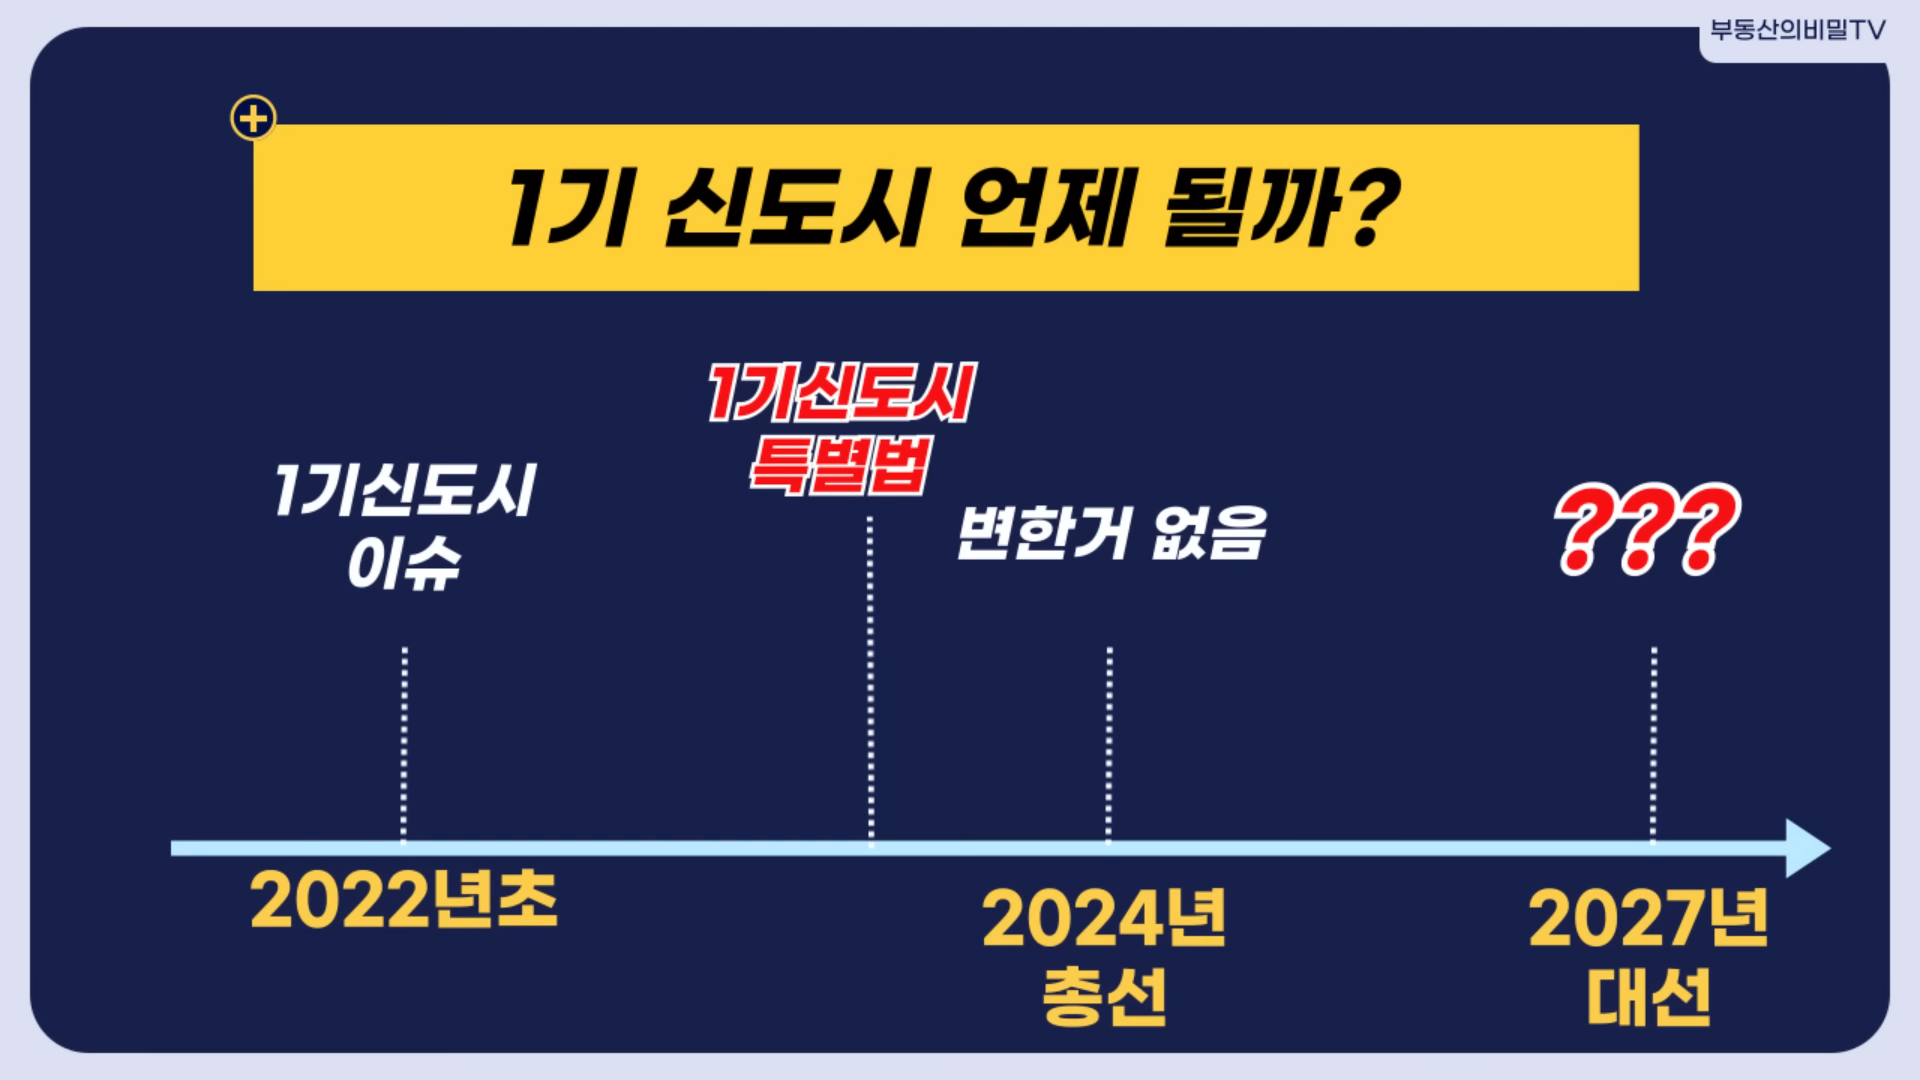 부동산의비밀TV
1기 신도시 언제 될까?
1기신도시
이슈
1기신도시
특별법
변한거 없음
???
2022년초
2024년
총선
2027년
대선